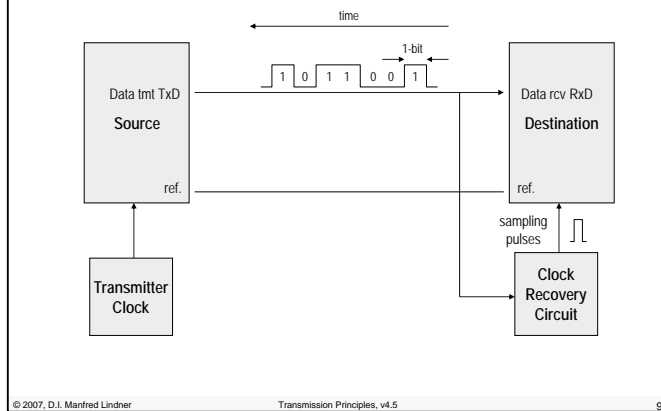 time
1-bit
1 0 1 1 0 0 1
Data tmt TxD
Source
Data rcv RxD
Destination
ref.
ref.
sampling
pulses
Transmitter
Clock
Clock
Recovery
Circuit
© 2007, D.I. Manfred Lindner
Transmission Principles, v4.5
9